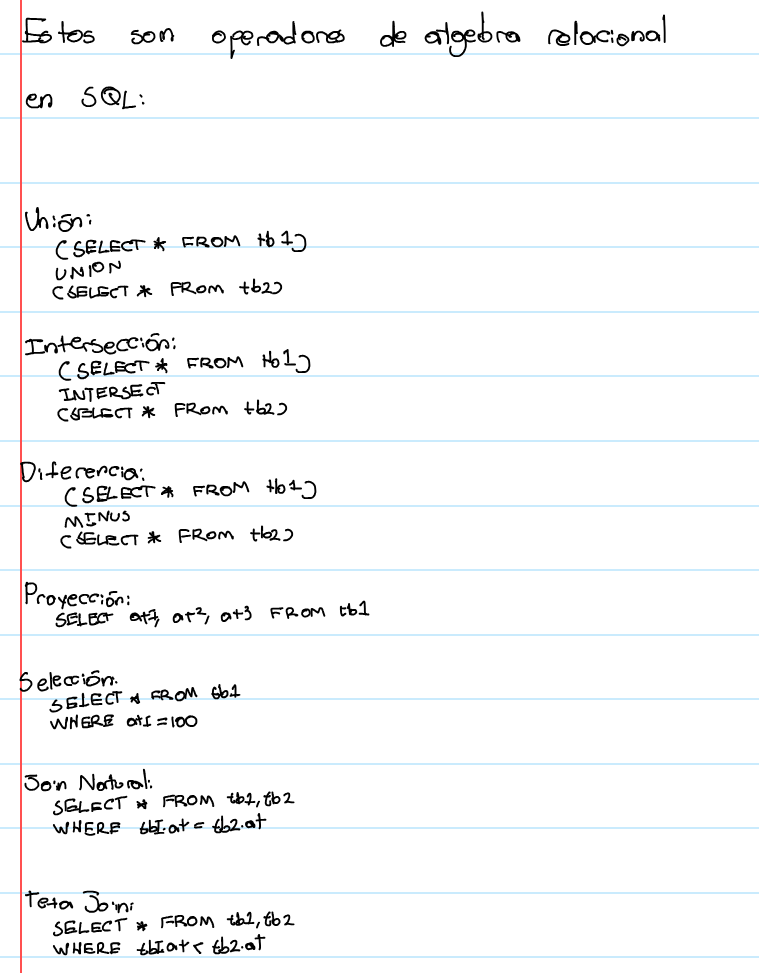 Estos son operadores de algebra relacional
en SQL:
Unión:
(SELECT * FROM tb1)
UNION
(SELECT * FROM tb2)
Intersección:
(SELECT * FROM tb1)
INTERSECT
(SELECT * FROM tb2)
Diferencia:
(SELECT * FROM tb1)
MINUS
(SELECT * FROM tb2)
Proyección:
SELECT at1, at2, at3 FROM tb1
Selección:
SELECT * FROM tb1
WHERE at1 = 100
Join Natural:
SELECT * FROM tb1, tb2
WHERE tb1.at = tb2.at
Teta Join:
SELECT * FROM tb1, tb2
WHERE tb1.at < tb2.at